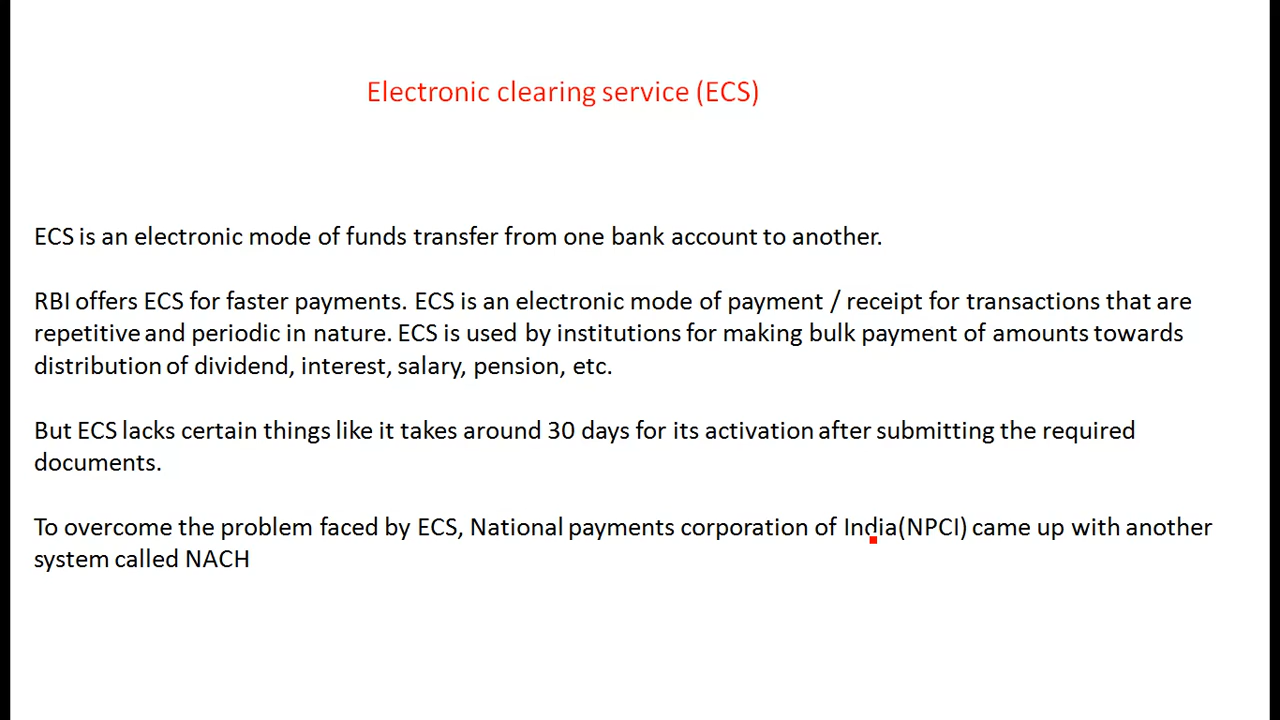 Electronic clearing service (ECS)
ECS is an electronic mode of funds transfer from one bank account to another.
RBI offers ECS for faster payments. ECS is an electronic mode of payment / receipt for transactions that are
repetitive and periodic in nature. ECS is used by institutions for making bulk payment of amounts towards
distribution of dividend, interest, salary, pension, etc.
But ECS lacks certain things like it takes around 30 days for its activation after submitting the required
documents.
To overcome the problem faced by ECS, National payments corporation of India(NPCI) came up with another
system called NACH